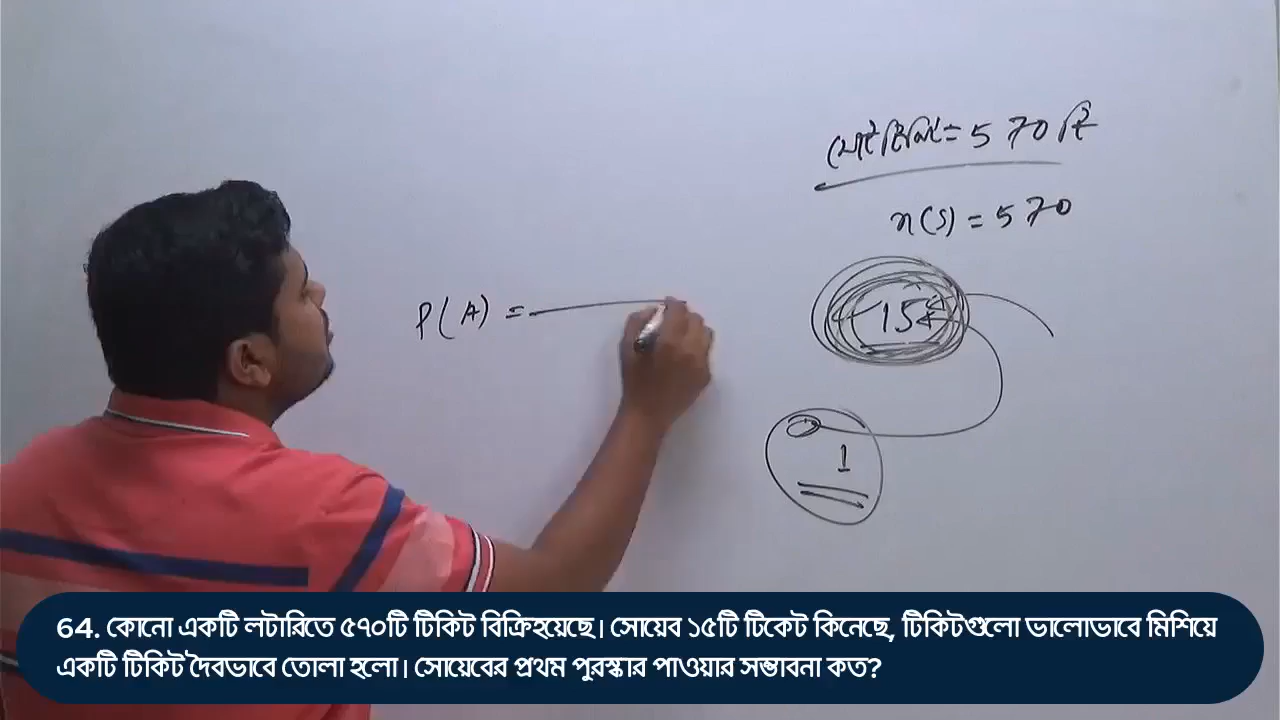 মোট টিকিট = 570 টি
n(S) = 570
15
P(A) =
1
64. কোনো একটি লটারিতে ৫৭০টি টিকিট বিক্রিহয়েছে। সোয়েব ১৫টি টিকেট কিনেছে, টিকিটগুলো ভালোভাবে মিশিয়ে
একটি টিকিট দৈবভাবে তোলা হলো। সোয়েবের প্রথম পুরস্কার পাওয়ার সম্ভাবনা কত?